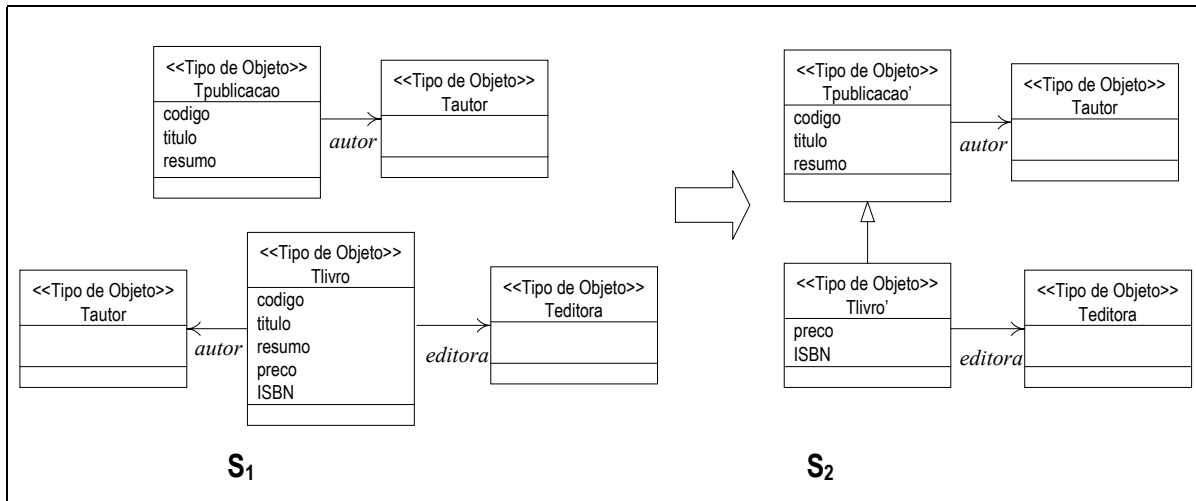 <<Tipo de Objeto>>
Tpublicacao
codigo
titulo
resumo
autor
<<Tipo de Objeto>>
Tautor
<<Tipo de Objeto>>
Tautor
autor
<<Tipo de Objeto>>
Tlivro
codigo
titulo
resumo
preco
ISBN
editora
<<Tipo de Objeto>>
Teditora
S1
<<Tipo de Objeto>>
Tpublicacao’
codigo
titulo
resumo
autor
<<Tipo de Objeto>>
Tautor
<<Tipo de Objeto>>
Tlivro’
preco
ISBN
editora
<<Tipo de Objeto>>
Teditora
S2